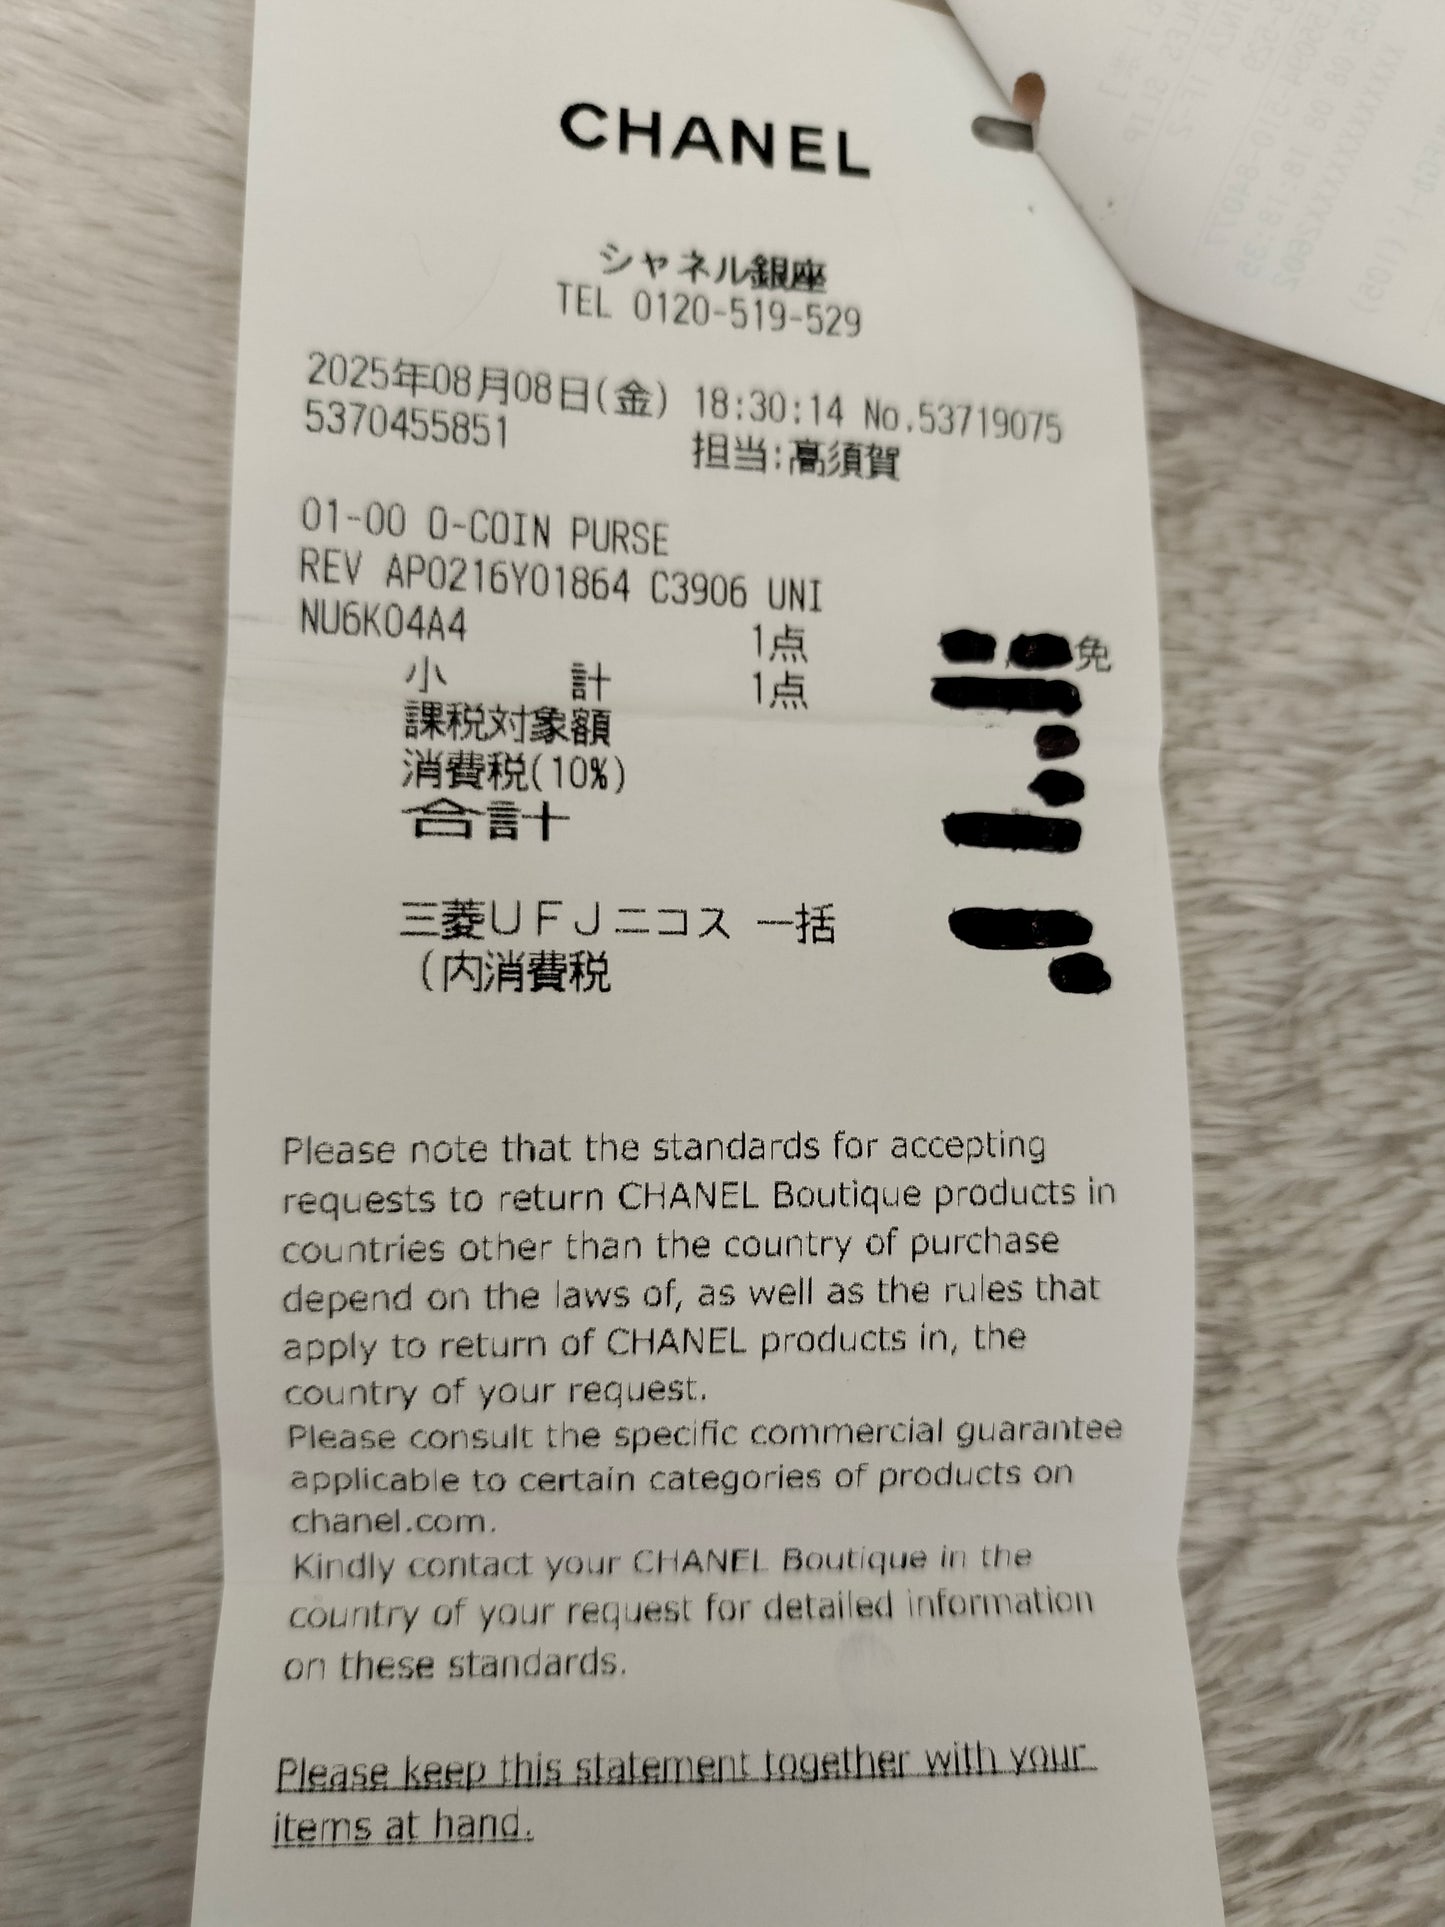 CHANEL
シャネル銀座
TEL 0120-519-529
2025年08月08日(金) 18:30:14 No.53719075
5370455851 担当:髙須賀
01-00 O-COIN PURSE
REV AP0216Y01864 C3906 UNI
NU6K04A4 1点 免
小計 1点
課税対象額
消費税(10%)
合計
三菱UFJニコス 一括
(内消費税
Please note that the standards for accepting
requests to return CHANEL Boutique products in
countries other than the country of purchase
depend on the laws of, as well as the rules that
apply to return of CHANEL products in, the
country of your request.
Please consult the specific commercial guarantee
applicable to certain categories of products on
chanel.com.
Kindly contact your CHANEL Boutique in the
country of your request for detailed information
on these standards.
Please keep this statement together with your
items at hand.